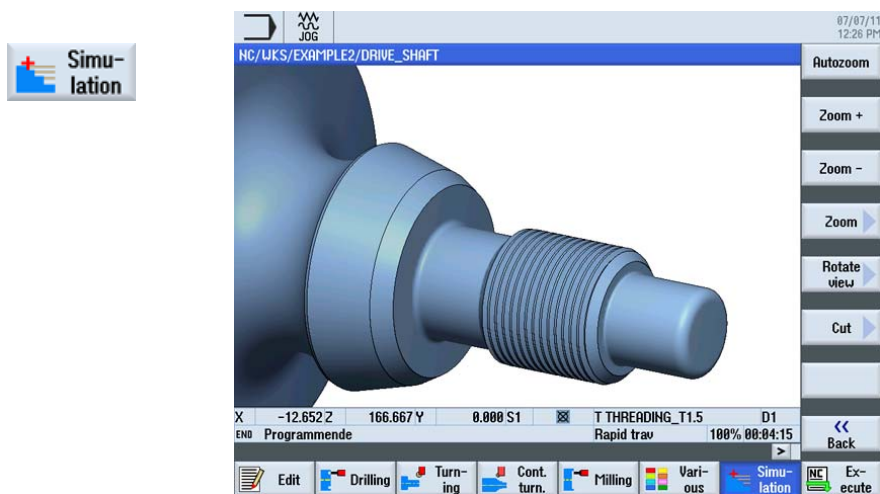 Simu-
lation
JOG
07/07/11
12:26 PM
NC/WKS/EXAMPLE2/DRIVE_SHAFT
Autozoom
Zoom +
Zoom -
Zoom
Rotate
view
Cut
X -12.652 Z 166.667 Y 0.000 S1 T THREADING_T1.5 D1
END Programmende Rapid trav 100% 00:04:15
<<
Back
>
Edit
Drilling
Turn-
ing
Cont.
turn.
Milling
Vari-
ous
Simu-
lation
NC
Ex-
ecute